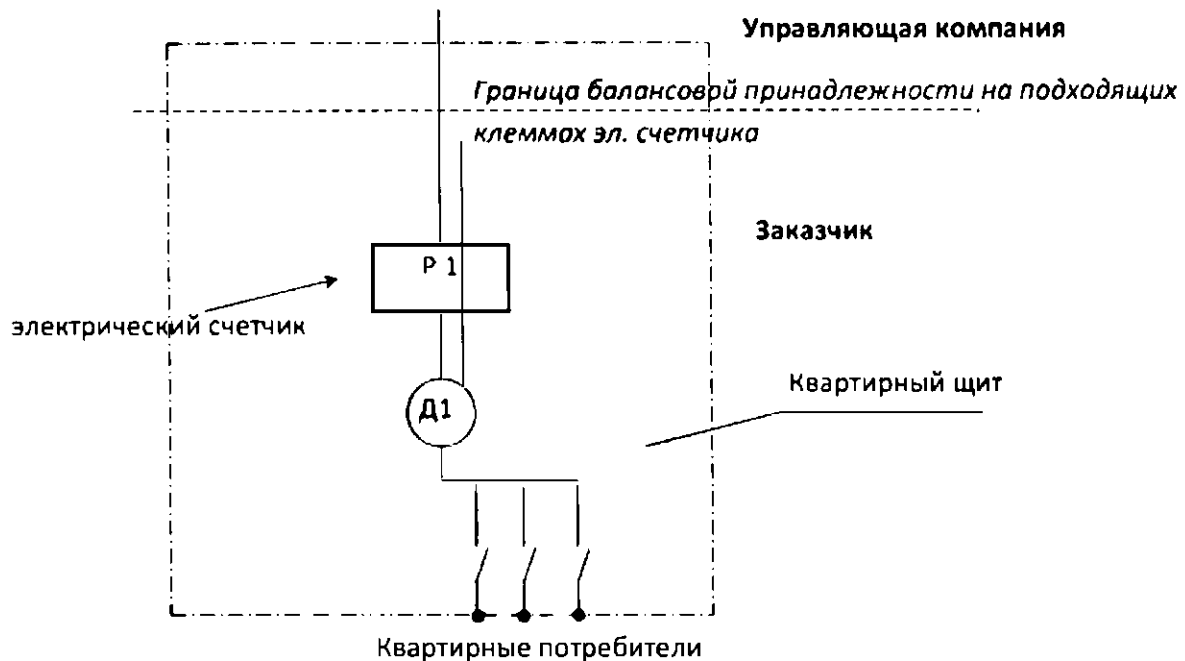 Управляющая компания
Граница балансовой принадлежности на подходящих
клеммах эл. счетчика
Заказчик
Р 1
электрический счетчик
Квартирный щит
Д1
Квартирные потребители